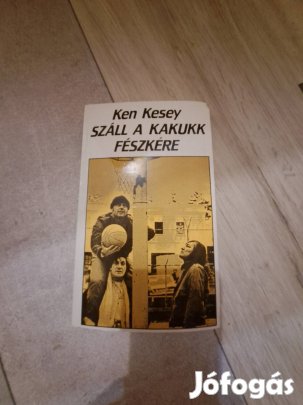 Ken Kesey
SZÁLL A KAKUKK
FÉSZKÉRE
Jófogás